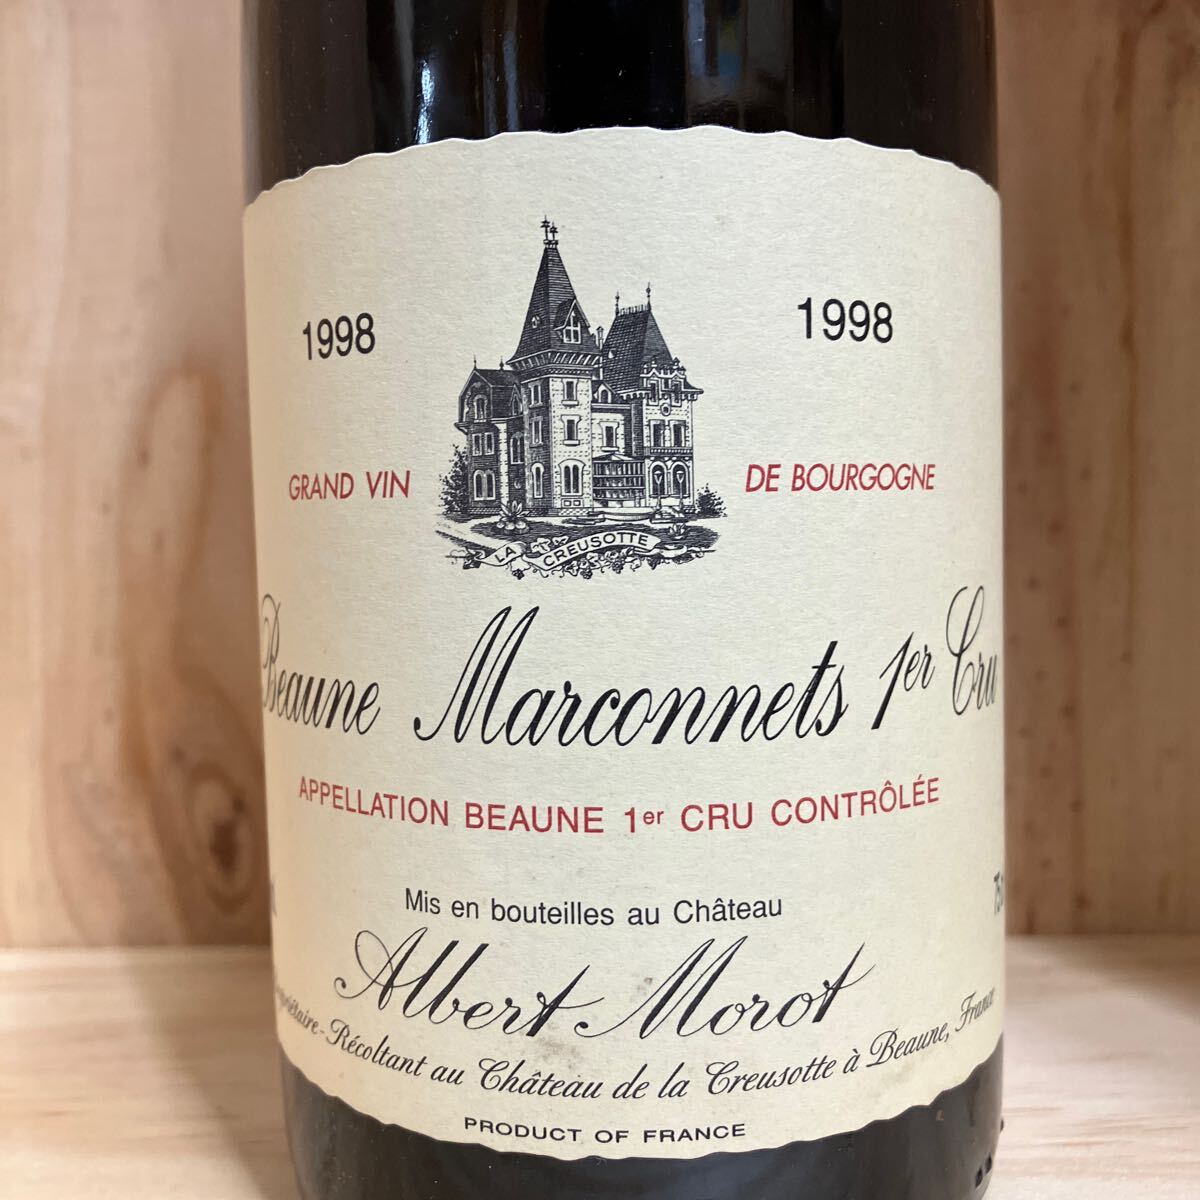 1998 1998
GRAND VIN DE BOURGOGNE
LA CREUSOTTE
Beaune Marconnets 1er Cru
APPELLATION BEAUNE 1er CRU CONTRÔLÉE
Mis en bouteilles au Château
Albert Morot
Récoltant au Château de la Creusotte à Beaune, France
PRODUCT OF FRANCE